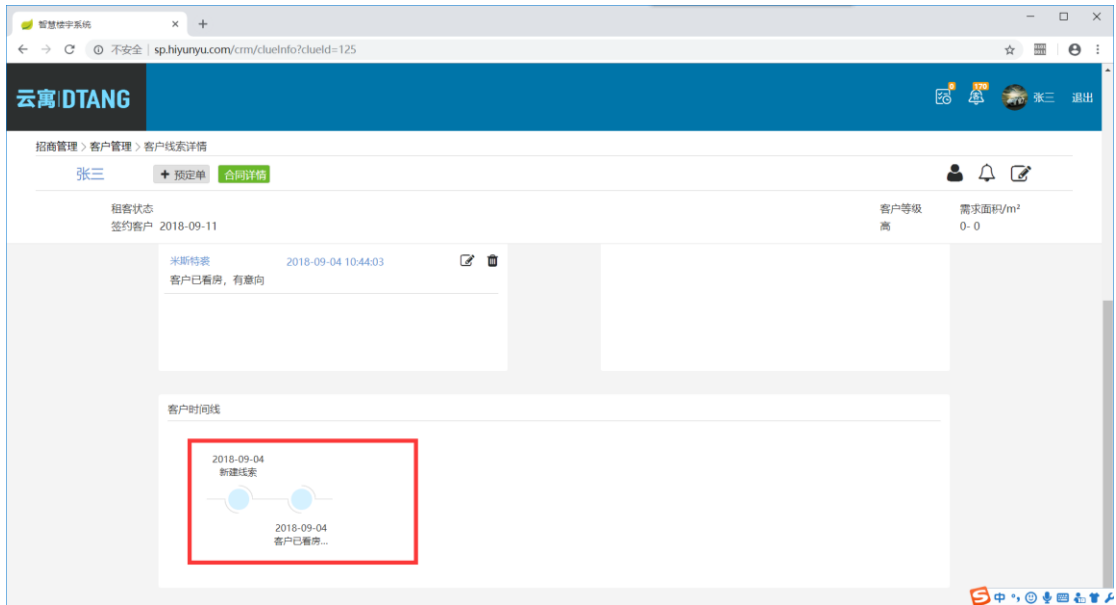 智慧楼宇系统
不安全 | sp.hiyunyu.com/crm/clueInfo?clueId=125
云寓|DTANG
170
张三 退出
招商管理 > 客户管理 > 客户线索详情
张三 + 预定单 合同详情
租客状态 客户等级 需求面积/m²
签约客户 2018-09-11 高 0- 0
米斯特裘 2018-09-04 10:44:03
客户已看房，有意向
客户时间线
2018-09-04
新建线索
2018-09-04
客户已看房...
中